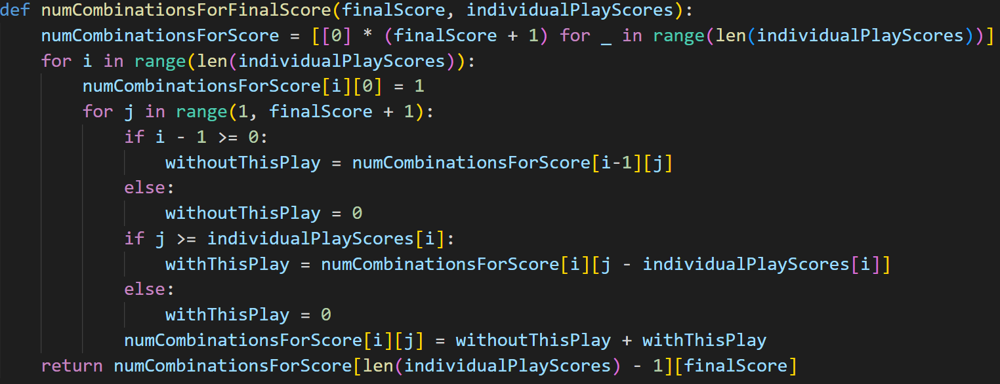 def numCombinationsForFinalScore(finalScore, individualPlayScores):
    numCombinationsForScore = [[0] * (finalScore + 1) for _ in range(len(individualPlayScores))]
    for i in range(len(individualPlayScores)):
        numCombinationsForScore[i][0] = 1
        for j in range(1, finalScore + 1):
            if i - 1 >= 0:
                withoutThisPlay = numCombinationsForScore[i-1][j]
            else:
                withoutThisPlay = 0
            if j >= individualPlayScores[i]:
                withThisPlay = numCombinationsForScore[i][j - individualPlayScores[i]]
            else:
                withThisPlay = 0
            numCombinationsForScore[i][j] = withoutThisPlay + withThisPlay
    return numCombinationsForScore[len(individualPlayScores) - 1][finalScore]